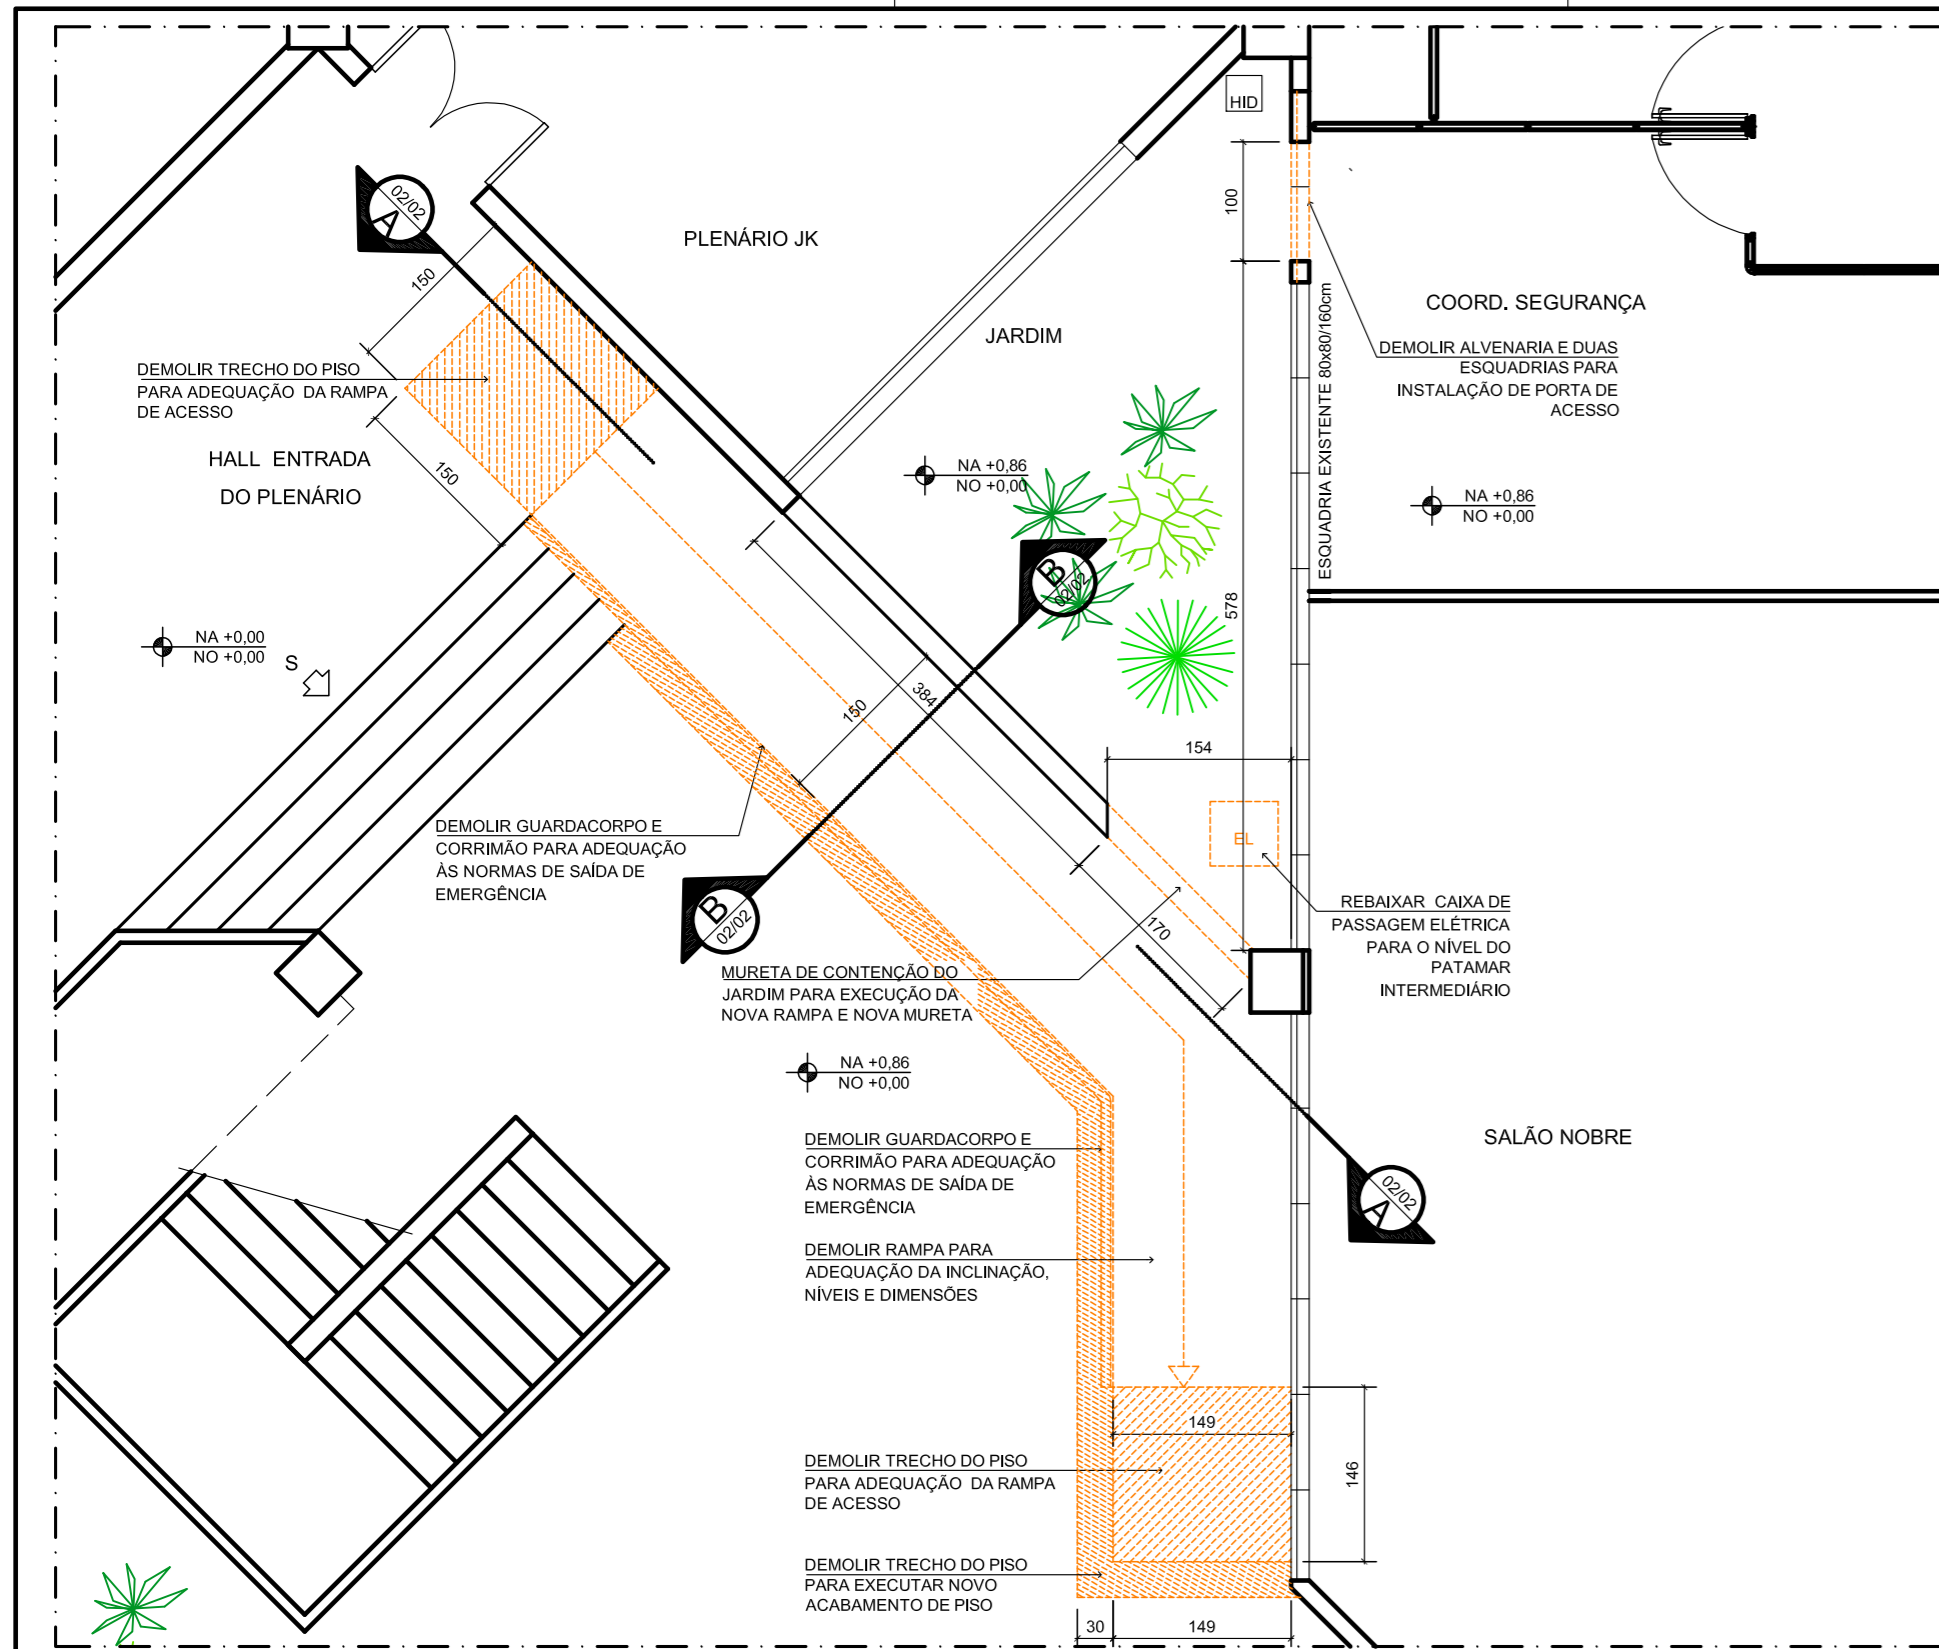 HID
02/02
A
PLENÁRIO JK
100
150
COORD. SEGURANÇA
JARDIM
DEMOLIR ALVENARIA E DUAS
ESQUADRIAS PARA
INSTALAÇÃO DE PORTA DE
ACESSO
ESQUADRIA EXISTENTE 80x80/160cm
DEMOLIR TRECHO DO PISO
PARA ADEQUAÇÃO DA RAMPA
DE ACESSO
HALL ENTRADA
DO PLENÁRIO
150
NA +0,86
NO +0,00
NA +0,86
NO +0,00
B
02/02
578
NA +0,00
NO +0,00
S
384
150
154
DEMOLIR GUARDACORPO E
CORRIMÃO PARA ADEQUAÇÃO
ÀS NORMAS DE SAÍDA DE
EMERGÊNCIA
EL
B
02/02
170
REBAIXAR CAIXA DE
PASSAGEM ELÉTRICA
PARA O NÍVEL DO
PATAMAR
INTERMEDIÁRIO
MURETA DE CONTENÇÃO DO
JARDIM PARA EXECUÇÃO DA
NOVA RAMPA E NOVA MURETA
NA +0,86
NO +0,00
DEMOLIR GUARDACORPO E
CORRIMÃO PARA ADEQUAÇÃO
ÀS NORMAS DE SAÍDA DE
EMERGÊNCIA
SALÃO NOBRE
02/02
A
DEMOLIR RAMPA PARA
ADEQUAÇÃO DA INCLINAÇÃO,
NÍVEIS E DIMENSÕES
149
146
DEMOLIR TRECHO DO PISO
PARA ADEQUAÇÃO DA RAMPA
DE ACESSO
DEMOLIR TRECHO DO PISO
PARA EXECUTAR NOVO
ACABAMENTO DE PISO
30
149